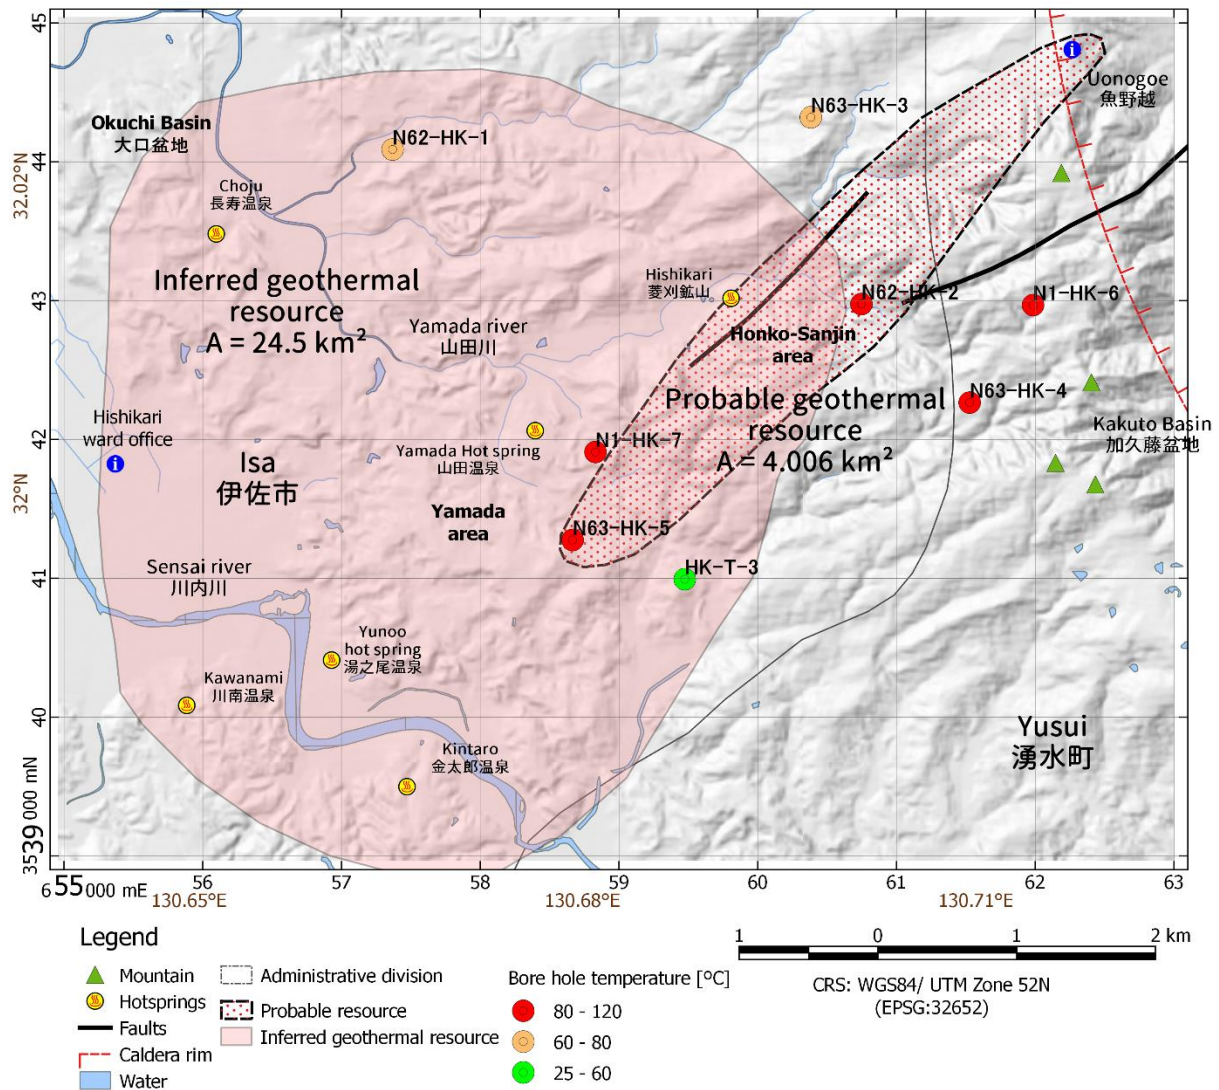 45
44
43
42
41
40
3539 000 mN
32.02°N
32°N
Okuchi Basin
大口盆地
N62-HK-1
N63-HK-3
Uonogoe
魚野越
Choju
長寿温泉
Inferred geothermal
resource
A = 24.5 km²
Hishikari
菱刈鉱山
N62-HK-2
N1-HK-6
Yamada river
山田川
Honko-Sanjin
area
Probable geothermal
resource
A = 4.006 km²
N63-HK-4
Hishikari
ward office
Isa
伊佐市
Yamada Hot spring
山田温泉
N1-HK-7
Kakuto Basin
加久藤盆地
Yamada
area
N63-HK-5
HK-T-3
Sensai river
川内川
Yunoo
hot spring
湯之尾温泉
Kawanami
川南温泉
Kintaro
金太郎温泉
Yusui
湧水町
655000 mE
56
57
58
59
60
61
62
63
130.65°E
130.68°E
130.71°E
Legend
Mountain
Hotsprings
Faults
Caldera rim
Water
Administrative division
Probable resource
Inferred geothermal resource
Bore hole temperature [°C]
80 - 120
60 - 80
25 - 60
1 0 1 2 km
CRS: WGS84/ UTM Zone 52N
(EPSG:32652)